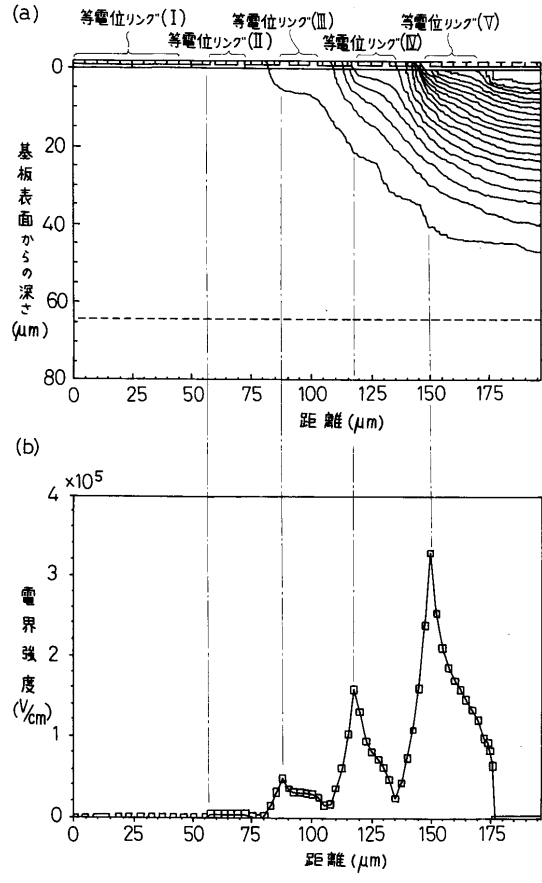 (a)
等電位リング(Ⅰ)
等電位リング(Ⅱ)
等電位リング(Ⅲ)
等電位リング(Ⅳ)
等電位リング(Ⅴ)
基板表面からの深さ
(μm)
0
20
40
60
80
0 25 50 75 100 125 150 175
距離(μm)
(b)
×10⁵
電界強度
(V/cm)
4
3
2
1
0
0 25 50 75 100 125 150 175
距離(μm)